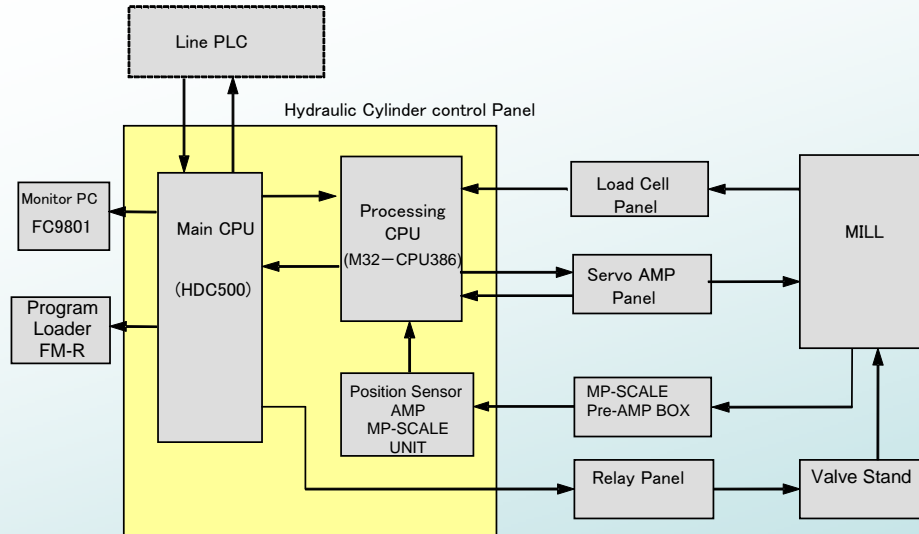 Line PLC
Hydraulic Cylinder control Panel
Monitor PC
FC9801
Main CPU
(HDC500)
Program
Loader
FM-R
Processing
CPU
(M32-CPU386)
Load Cell
Panel
MILL
Servo AMP
Panel
Position Sensor
AMP
MP-SCALE
UNIT
MP-SCALE
Pre-AMP BOX
Relay Panel
Valve Stand